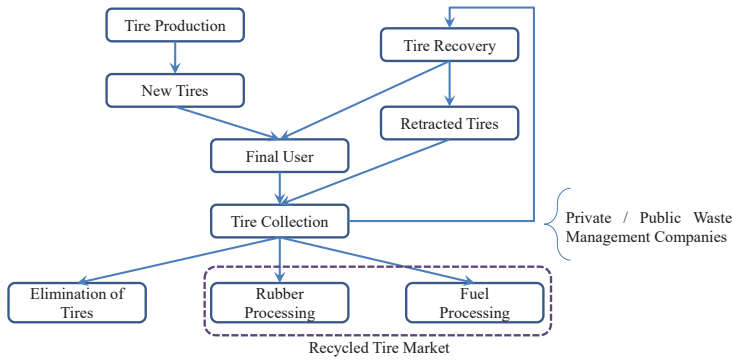 Tire Production
Tire Recovery
New Tires
Retracted Tires
Final User
Tire Collection
Private / Public Waste
Management Companies
Elimination of
Tires
Rubber
Processing
Fuel
Processing
Recycled Tire Market